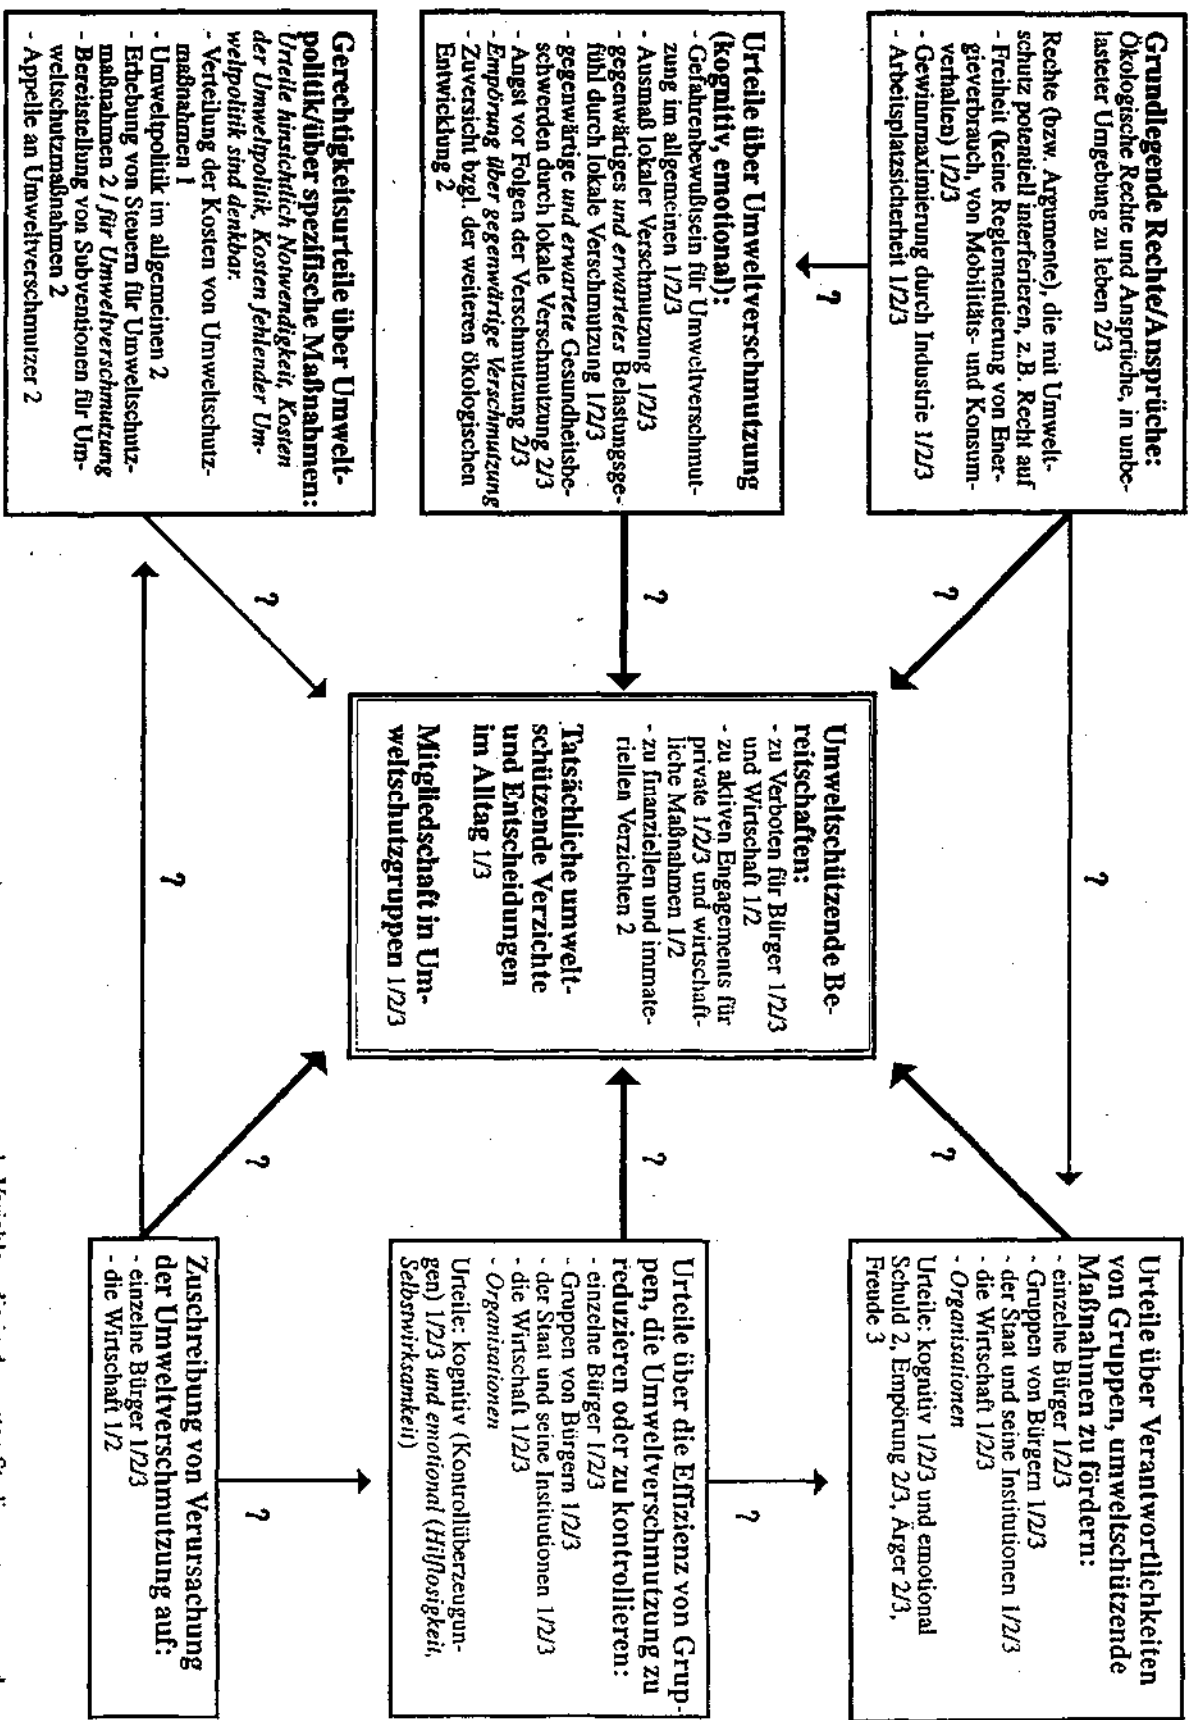 Grundlegende Rechte/Ansprüche:
Ökologische Rechte und Ansprüche, in unbe-
lasteter Umgebung zu leben 2/3
Rechte (bzw. Argumente), die mit Umwelt-
schutz potentiell interferieren, z.B. Recht auf
- Freiheit (keine Reglementierung von Ener-
gieverbrauch, von Mobilitäts- und Konsum-
verhalen) 1/2/3
- Gewinnmaximierung durch Industrie 1/2/3
- Arbeitsplatzsicherheit 1/2/3
?
?
?
Urteile über Umweltverschmutzung
(kognitiv, emotional):
- Gefahrenbewußtsein für Umweltverschmut-
zung im allgemeinen 1/2/3
- Ausmaß lokaler Verschmutzung 1/2/3
- gegenwärtiges und erwartetes Belastungsge-
fühl durch lokale Verschmutzung 1/2/3
- gegenwärtige und erwartete Gesundheitsbe-
schwerden durch lokale Verschmutzung 2/3
- Angst vor Folgen der Verschmutzung 2/3
- Empörung über gegenwärtige Verschmutzung
- Zuversicht bzgl. der weiteren ökologischen
Entwicklung 2
?
Gerechtigkeitsurteile über Umwelt-
politik/über spezifische Maßnahmen:
Urteile hinsichtlich Notwendigkeit, Kosten
der Umweltpolitik, Kosten fehlender Um-
weltpolitik sind denkbar.
- Verteilung der Kosten von Umweltschutz-
maßnahmen 1
- Umweltpolitik im allgemeinen 2
- Erhebung von Steuern für Umweltschutz-
maßnahmen 2 / für Umweltverschmutzung
- Bereitstellung von Subventionen für Um-
weltschutzmaßnahmen 2
- Appelle an Umweltverschmutzer 2
?
?
Umweltschützende Be-
reitschaften:
- zu Verboten für Bürger 1/2/3
und Wirtschaft 1/2
- zu aktiven Engagements für
private 1/2/3 und wirtschaft-
liche Maßnahmen 1/2
- zu finanziellen und immate-
riellen Verzichten 2
Tatsächliche umwelt-
schützende Verzichte
und Entscheidungen
im Alltag 1/3
Mitgliedschaft in Um-
weltschutzgruppen 1/2/3
Urteile über Verantwortlichkeiten
von Gruppen, umweltschützende
Maßnahmen zu fördern:
- einzelne Bürger 1/2/3
- Gruppen von Bürgern 1/2/3
- der Staat und seine Institutionen 1/2/3
- die Wirtschaft 1/2/3
- Organisationen
Urteile: kognitiv 1/2/3 und emotional
Schuld 2, Empörung 2/3, Ärger 2/3,
Freude 3
?
?
Urteile über die Effizienz von Grup-
pen, die Umweltverschmutzung zu
reduzieren oder zu kontrollieren:
- einzelne Bürger 1/2/3
- Gruppen von Bürgern 1/2/3
- der Staat und seine Institutionen 1/2/3
- die Wirtschaft 1/2/3
- Organisationen
Urteile: kognitiv (Kontrollüberzeugun-
gen) 1/2/3 und emotional (Hilflosigkeit,
Selbstwirksamkeit)
?
?
Zuschreibung von Verursachung
der Umweltverschmutzung auf:
- einzelne Bürger 1/2/3
- die Wirtschaft 1/2
?